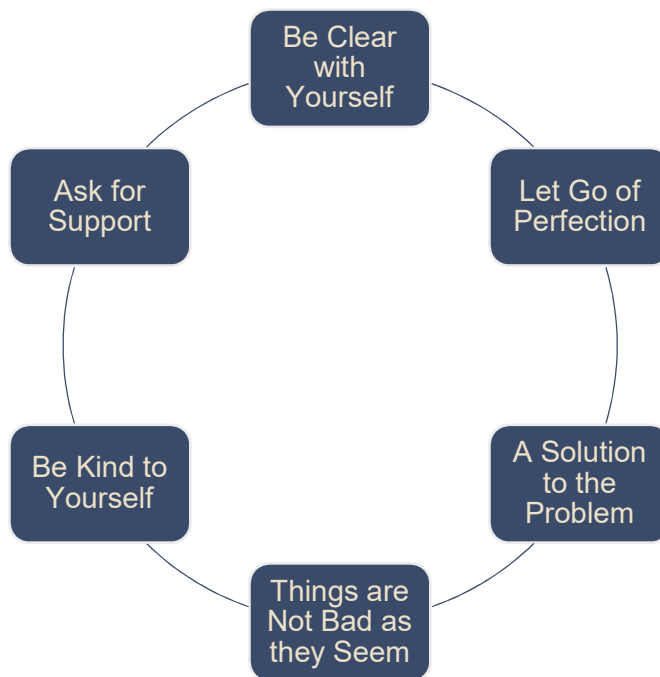 Be Clear
with
Yourself
Let Go of
Perfection
A Solution
to the
Problem
Things are
Not Bad as
they Seem
Be Kind to
Yourself
Ask for
Support